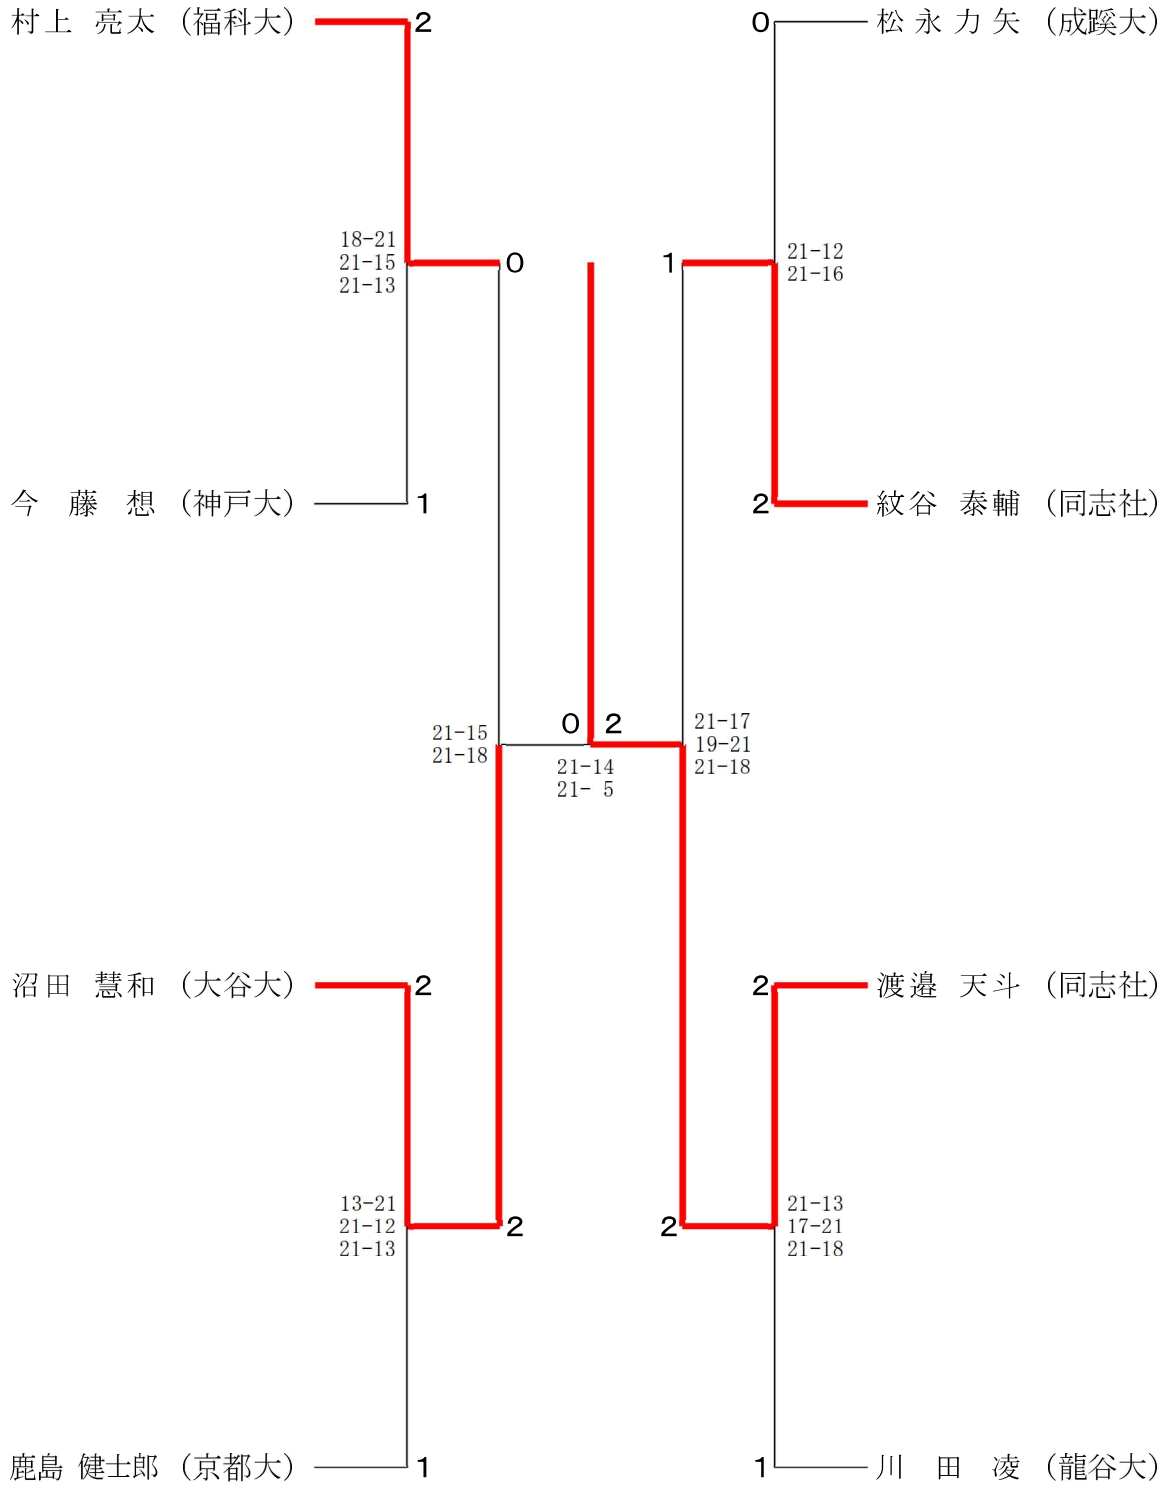 村上 亮太 (福科大) 2
0 松永力矢 (成蹊大)
18-21
21-15
21-13
0
1
21-12
21-16
今 藤 想 (神戸大) 1
2 紋谷 泰輔 (同志社)
21-15
21-18
0 2
21-14
21- 5
21-17
19-21
21-18
沼田 慧和 (大谷大) 2
2 渡邉 天斗 (同志社)
13-21
21-12
21-13
2
2
21-13
17-21
21-18
鹿島 健士郎 (京都大) 1
1 川 田 凌 (龍谷大)